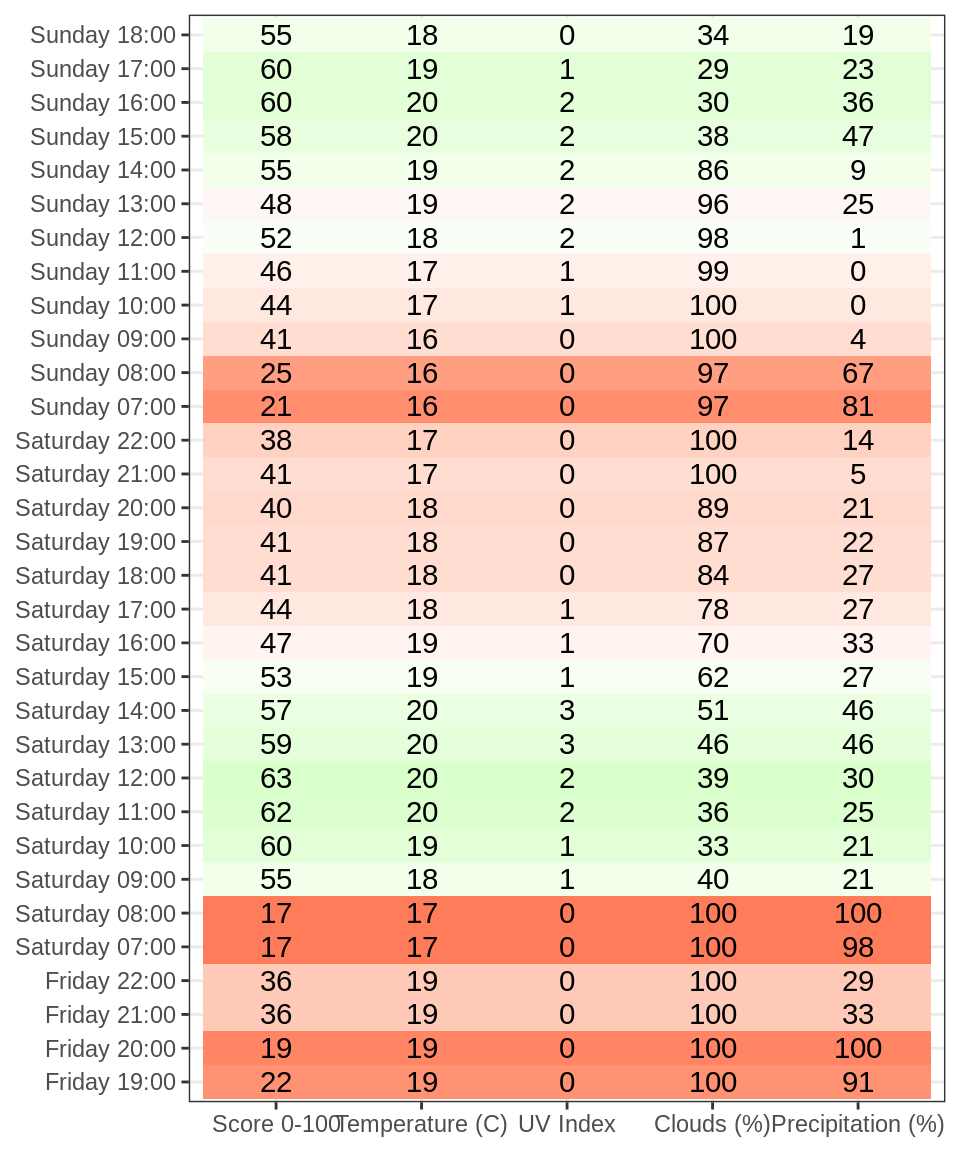 Sunday 18:00 55 18 0 34 19
Sunday 17:00 60 19 1 29 23
Sunday 16:00 60 20 2 30 36
Sunday 15:00 58 20 2 38 47
Sunday 14:00 55 19 2 86 9
Sunday 13:00 48 19 2 96 25
Sunday 12:00 52 18 2 98 1
Sunday 11:00 46 17 1 99 0
Sunday 10:00 44 17 1 100 0
Sunday 09:00 41 16 0 100 4
Sunday 08:00 25 16 0 97 67
Sunday 07:00 21 16 0 97 81
Saturday 22:00 38 17 0 100 14
Saturday 21:00 41 17 0 100 5
Saturday 20:00 40 18 0 89 21
Saturday 19:00 41 18 0 87 22
Saturday 18:00 41 18 0 84 27
Saturday 17:00 44 18 1 78 27
Saturday 16:00 47 19 1 70 33
Saturday 15:00 53 19 1 62 27
Saturday 14:00 57 20 3 51 46
Saturday 13:00 59 20 3 46 46
Saturday 12:00 63 20 2 39 30
Saturday 11:00 62 20 2 36 25
Saturday 10:00 60 19 1 33 21
Saturday 09:00 55 18 1 40 21
Saturday 08:00 17 17 0 100 100
Saturday 07:00 17 17 0 100 98
Friday 22:00 36 19 0 100 29
Friday 21:00 36 19 0 100 33
Friday 20:00 19 19 0 100 100
Friday 19:00 22 19 0 100 91
Score 0-100 Temperature (C) UV Index Clouds (%) Precipitation (%)